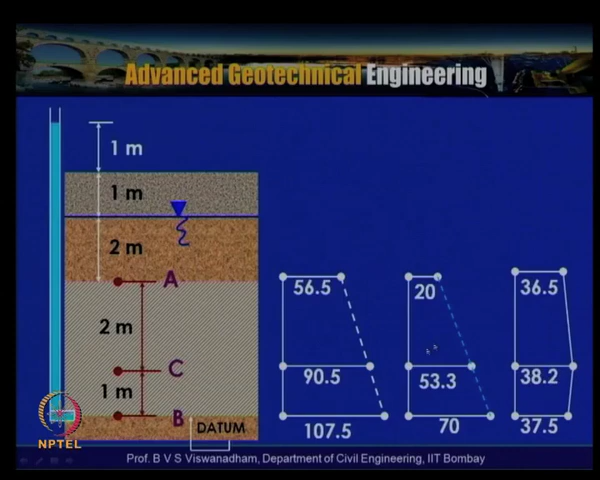 Advanced Geotechnical Engineering
1 m
1 m
2 m
A
2 m
C
1 m
B
DATUM
56.5
90.5
107.5
20
53.3
70
36.5
38.2
37.5
NPTEL
Prof. B V S Viswanadham, Department of Civil Engineering, IIT Bombay